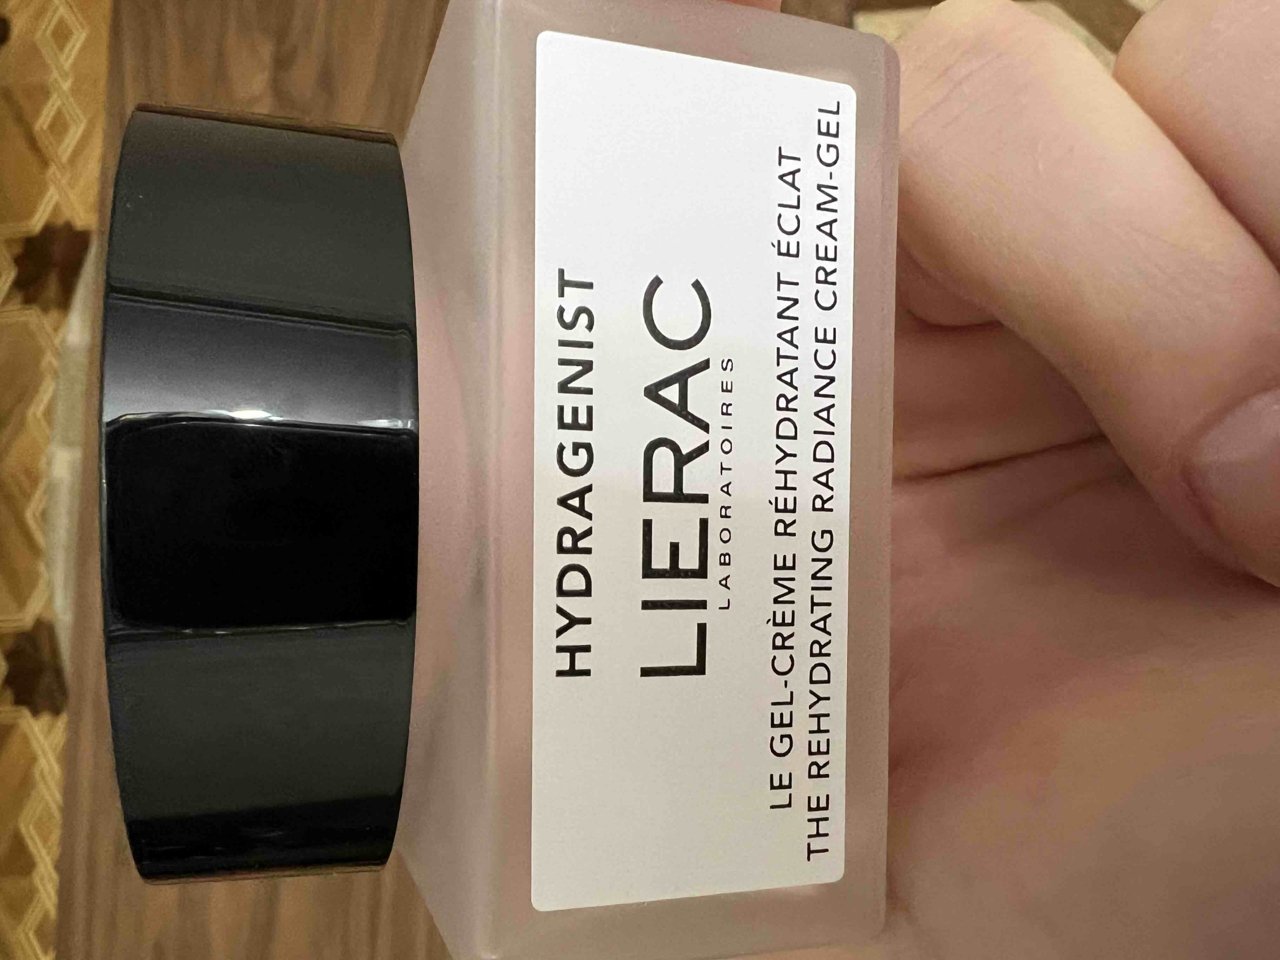 HYDRAGENIST
LIERAC
LABORATOIRES
LE GEL-CRÈME RÉHYDRATANT ÉCLAT
THE REHYDRATING RADIANCE CREAM-GEL